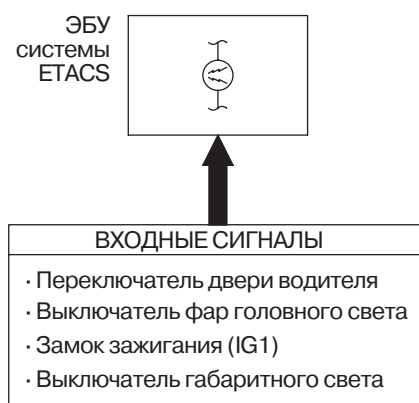 ЭБУ
системы
ETACS
ВХОДНЫЕ СИГНАЛЫ
· Переключатель двери водителя
· Выключатель фар головного света
· Замок зажигания (IG1)
· Выключатель габаритного света